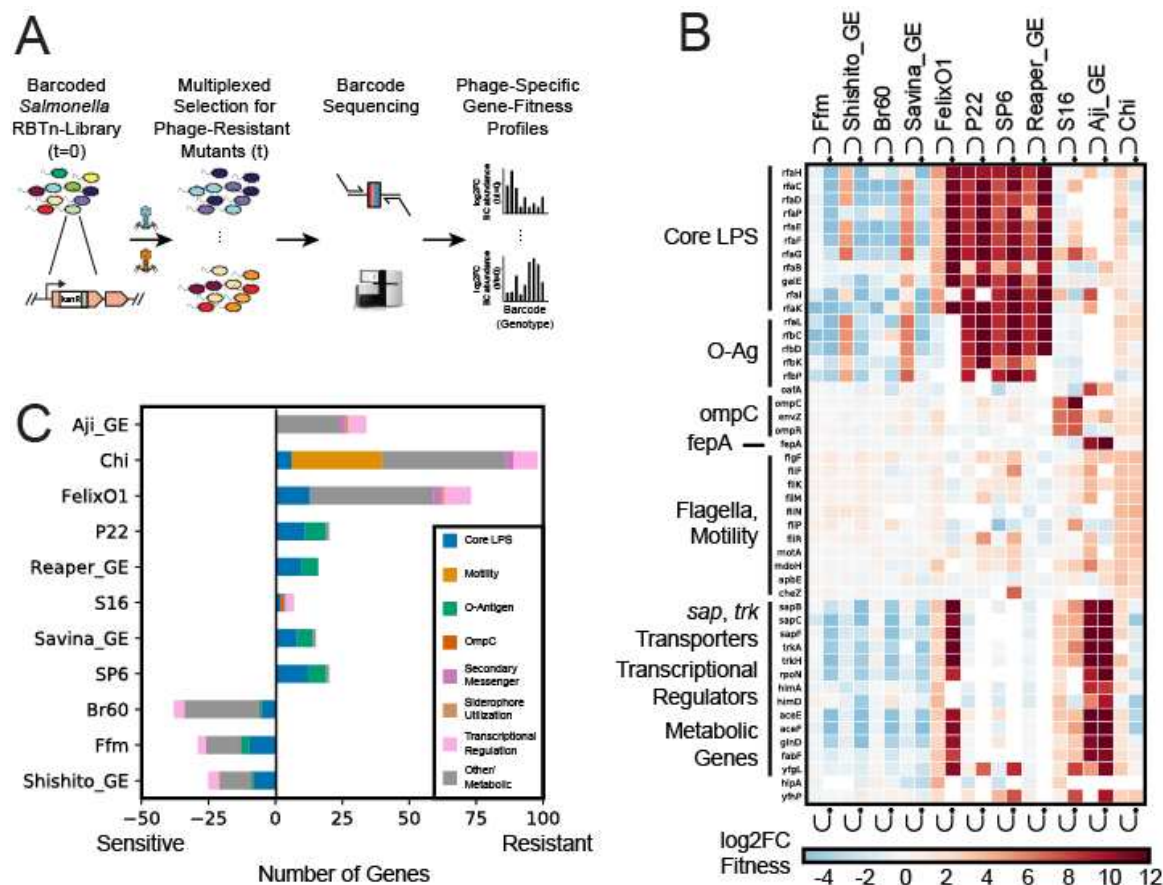 A
Barcoded
Salmonella
RBTn-Library
(t=0)
Multiplexed
Selection for
Phage-Resistant
Mutants (t)
Barcode
Sequencing
Phage-Specific
Gene-Fitness
Profiles
kanR
log2FC
BC abundance
log2FC
BC abundance
Barcode
(Genotype)
B
Ffm
Shishito_GE
Br60
Savina_GE
FelixO1
P22
SP6
Reaper_GE
S16
Aji_GE
Chi
Core LPS
O-Ag
ompC
fepA
Flagella,
Motility
sap, trk
Transporters
Transcriptional
Regulators
Metabolic
Genes
rfaH
rfaC
rfaD
rfaP
rfaE
rfaF
rfaG
rfaB
galE
rfaI
rfaK
rfaL
rfbC
rfbD
rfbK
rfbP
oafA
ompC
envZ
ompR
fepA
flgF
fliF
fliK
fliM
fliN
fliP
fliR
motA
mdoH
apbE
cheZ
sapB
sapC
sapF
trkA
trkH
rpoN
himA
himD
aceE
aceF
glnD
fabF
yfgL
hlpA
yfhP
log2FC
Fitness
-4 -2 0 2 4 6 8 10 12
C
Aji_GE
Chi
FelixO1
P22
Reaper_GE
S16
Savina_GE
SP6
Br60
Ffm
Shishito_GE
Core LPS
Motility
O-Antigen
OmpC
Secondary
Messenger
Siderophore
Utilization
Transcriptional
Regulation
Other/
Metabolic
−50 −25 0 25 50 75 100
Sensitive Resistant
Number of Genes